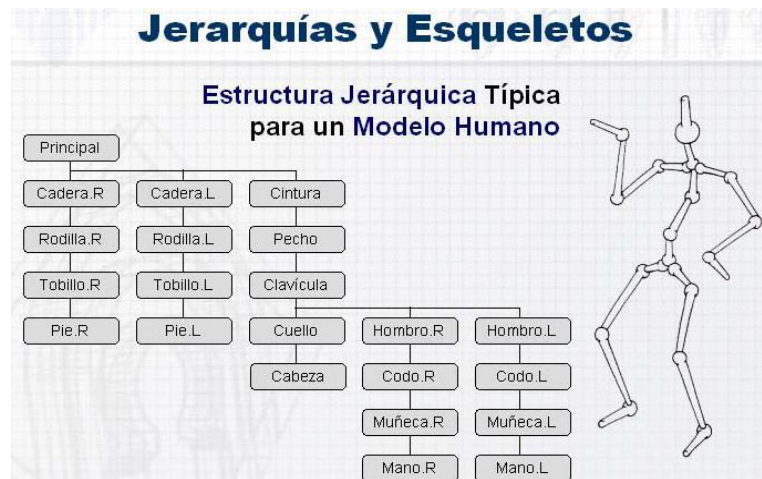 Jerarquías y Esqueletos
Estructura Jerárquica Típica
para un Modelo Humano
Principal
Cadera.R Cadera.L Cintura
Rodilla.R Rodilla.L Pecho
Tobillo.R Tobillo.L Clavícula
Pie.R Pie.L Cuello Hombro.R Hombro.L
Cabeza Codo.R Codo.L
Muñeca.R Muñeca.L
Mano.R Mano.L